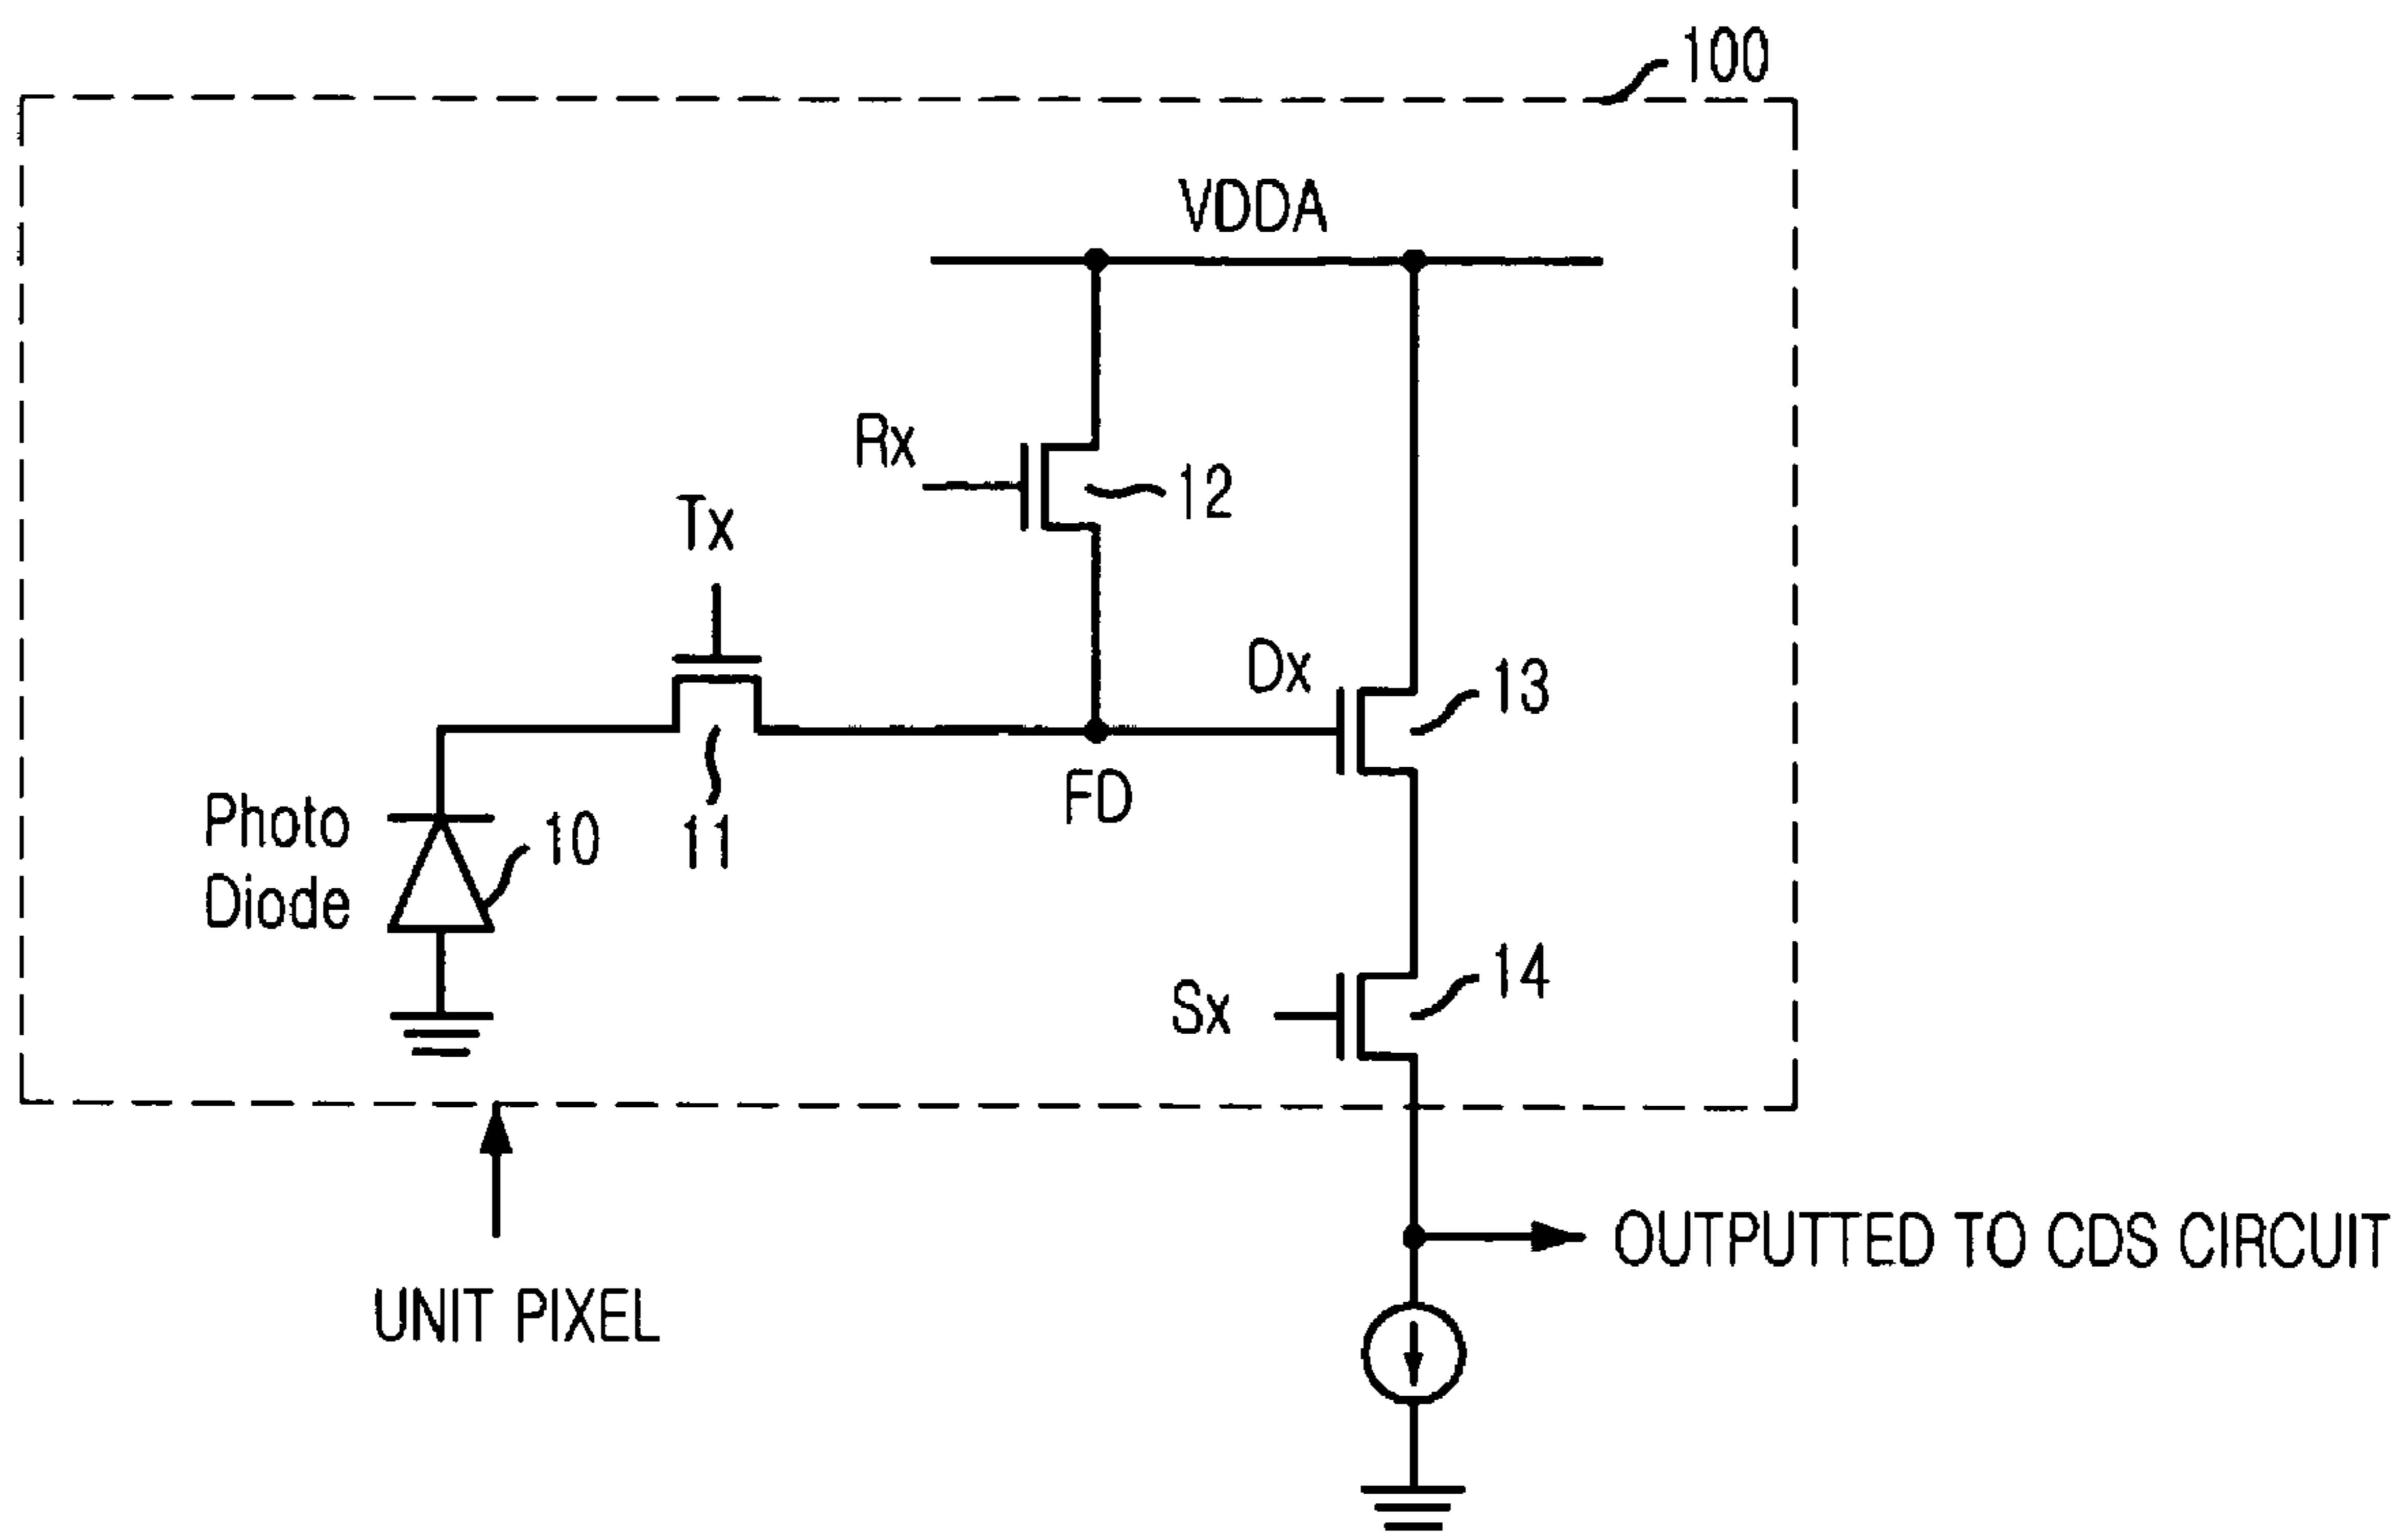 100
VDDA
Rx
12
Tx
Dx
13
FD
Photo
Diode
10
11
Sx
14
OUTPUTTED TO CDS CIRCUIT
UNIT PIXEL